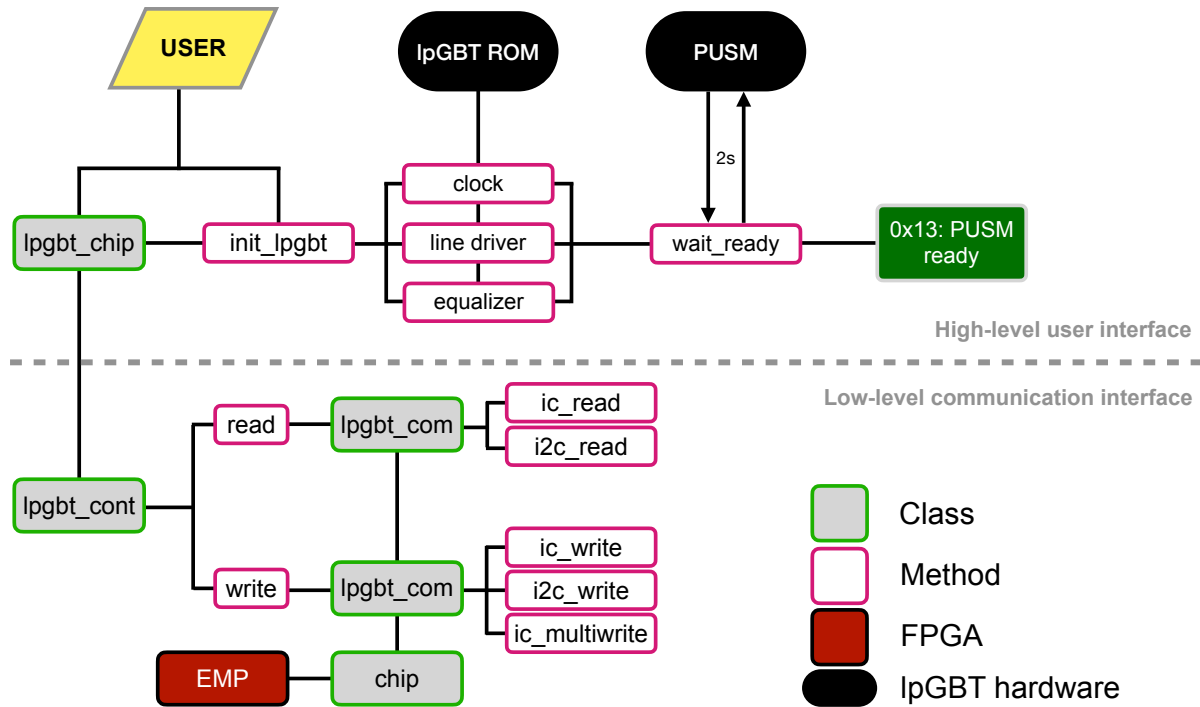 USER
lpGBT ROM
PUSM
2s
clock
lpgbt_chip
init_lpgbt
line driver
wait_ready
0x13: PUSM
ready
equalizer
High-level user interface
Low-level communication interface
read
lpgbt_com
ic_read
i2c_read
lpgbt_cont
write
lpgbt_com
ic_write
i2c_write
ic_multiwrite
EMP
chip
Class
Method
FPGA
lpGBT hardware